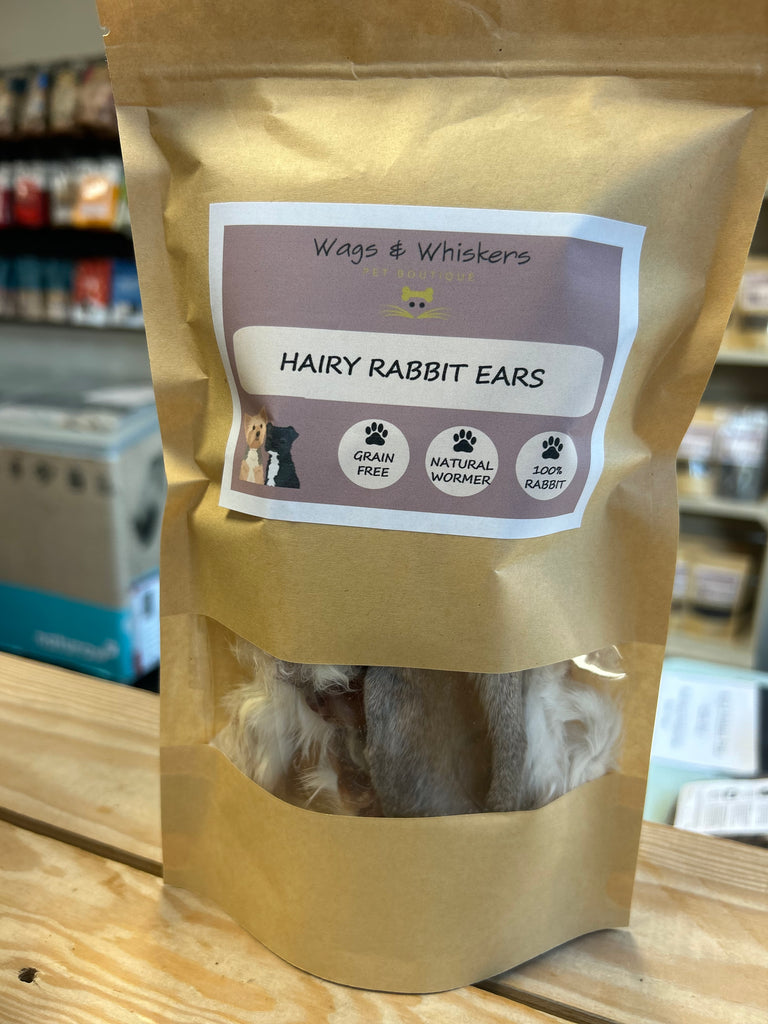 Wags & Whiskers
PET BOUTIQUE
HAIRY RABBIT EARS
GRAIN
FREE
NATURAL
WORMER
100%
RABBIT